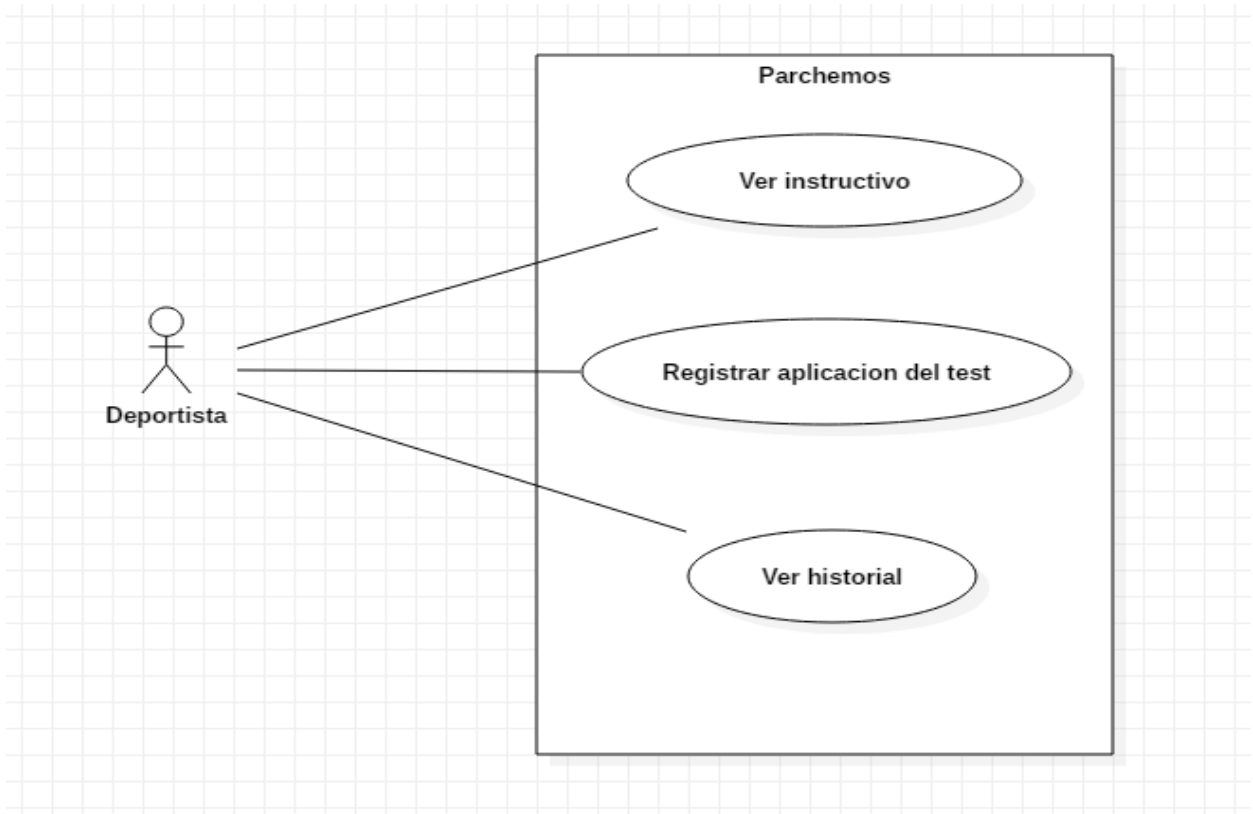 Parchemos
Ver instructivo
Registrar aplicacion del test
Deportista
Ver historial